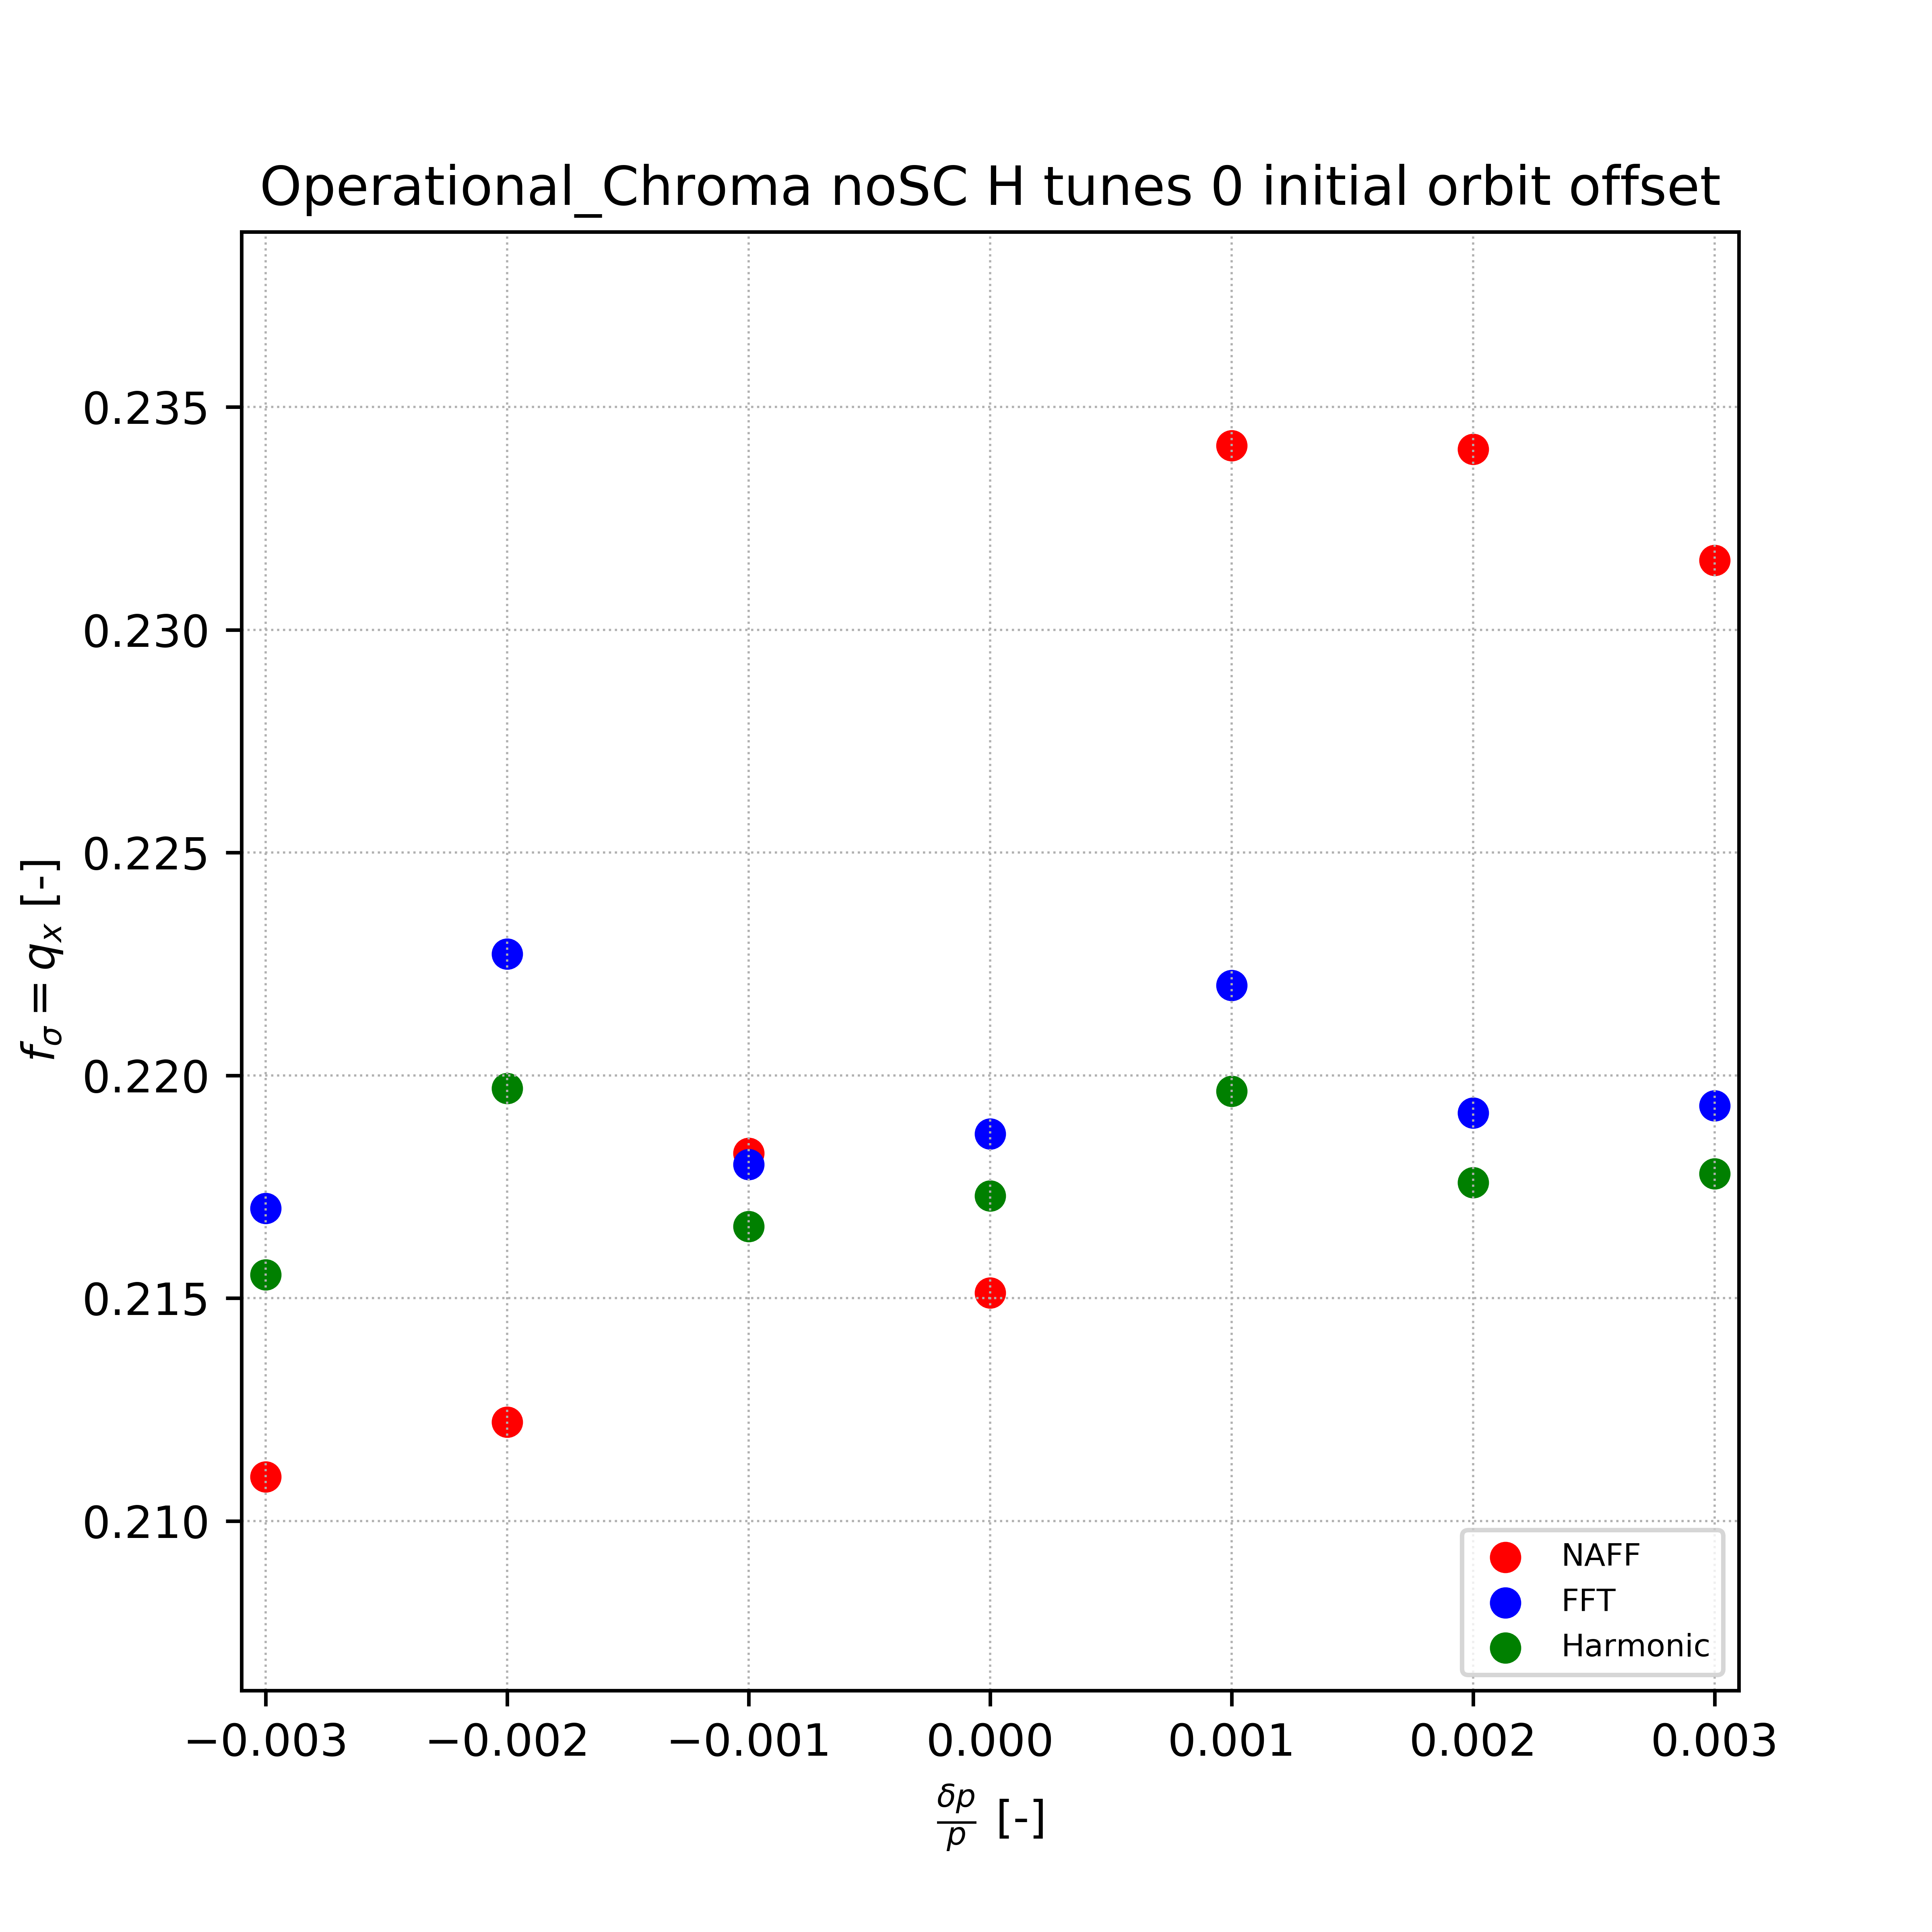 Operational_Chroma noSC H tunes 0 initial orbit offset
0.235
0.230
0.225
0.220
0.215
0.210
f_σ = q_x [-]
NAFF
FFT
Harmonic
−0.003 −0.002 −0.001 0.000 0.001 0.002 0.003
δp/p [-]